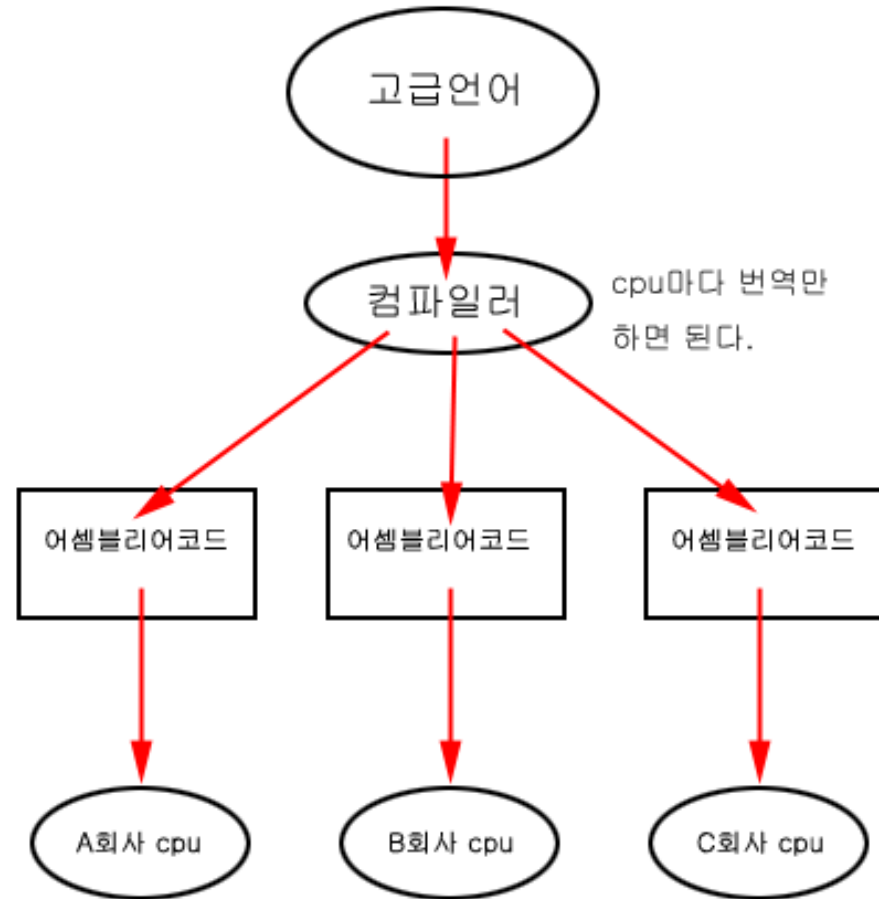 고급언어
컴파일러
cpu마다 번역만
하면 된다.
어셈블리어코드
어셈블리어코드
어셈블리어코드
A회사 cpu
B회사 cpu
C회사 cpu